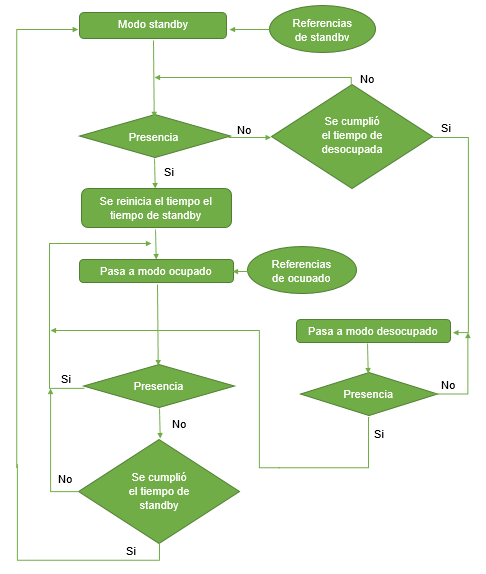 Modo standby
Referencias
de standby
No
Se cumplió
el tiempo de
desocupada
Presencia
No
Si
Si
Se reinicia el tiempo el
tiempo de standby
Pasa a modo ocupado
Referencias
de ocupado
Pasa a modo desocupado
Si
Presencia
Presencia
No
No
Si
Se cumplió
el tiempo de
standby
No
Si